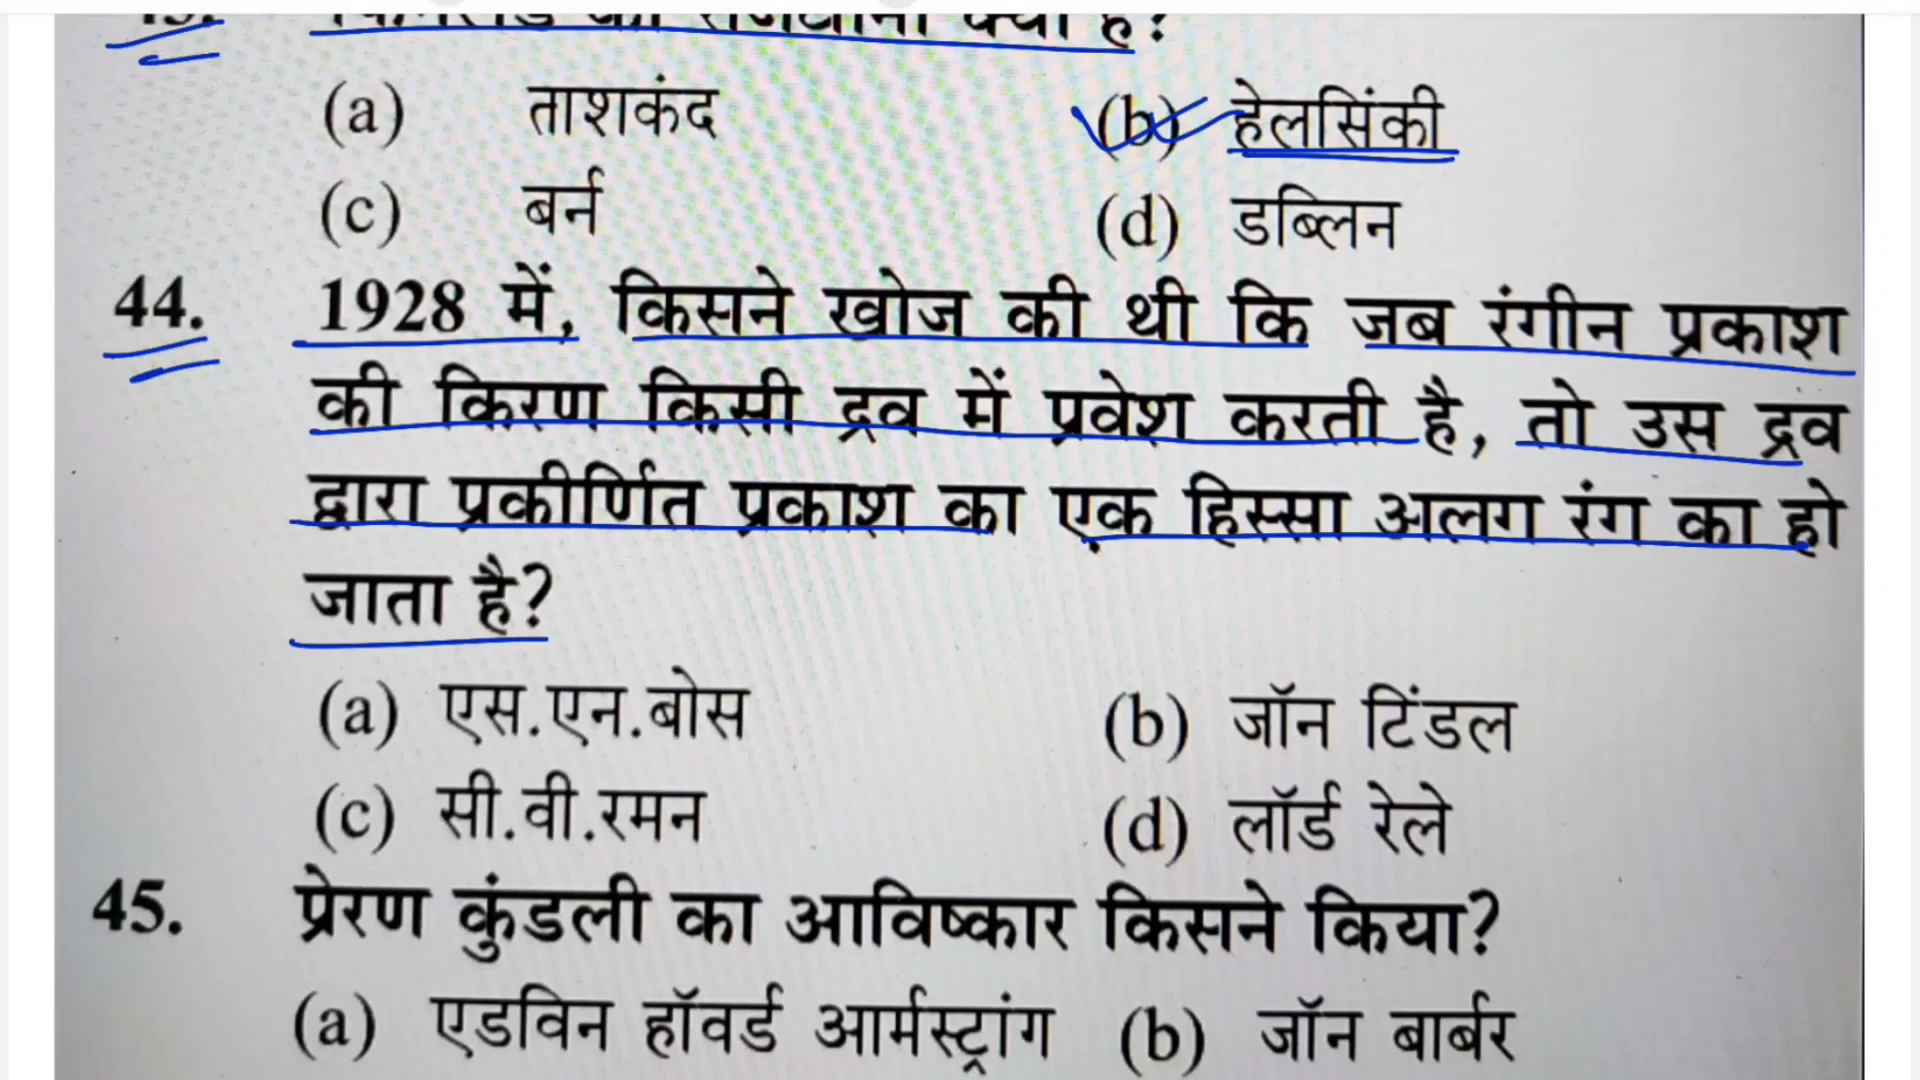 क्या है?
(a) ताशकंद (b) हेलसिंकी
(c) बर्न (d) डब्लिन
44. 1928 में, किसने खोज की थी कि जब रंगीन प्रकाश
की किरण किसी द्रव में प्रवेश करती है, तो उस द्रव
द्वारा प्रकीर्णित प्रकाश का एक हिस्सा अलग रंग का हो
जाता है?
(a) एस.एन.बोस (b) जॉन टिंडल
(c) सी.वी.रमन (d) लॉर्ड रेले
45. प्रेरण कुंडली का आविष्कार किसने किया?
(a) एडविन हॉवर्ड आर्मस्ट्रांग (b) जॉन बार्बर